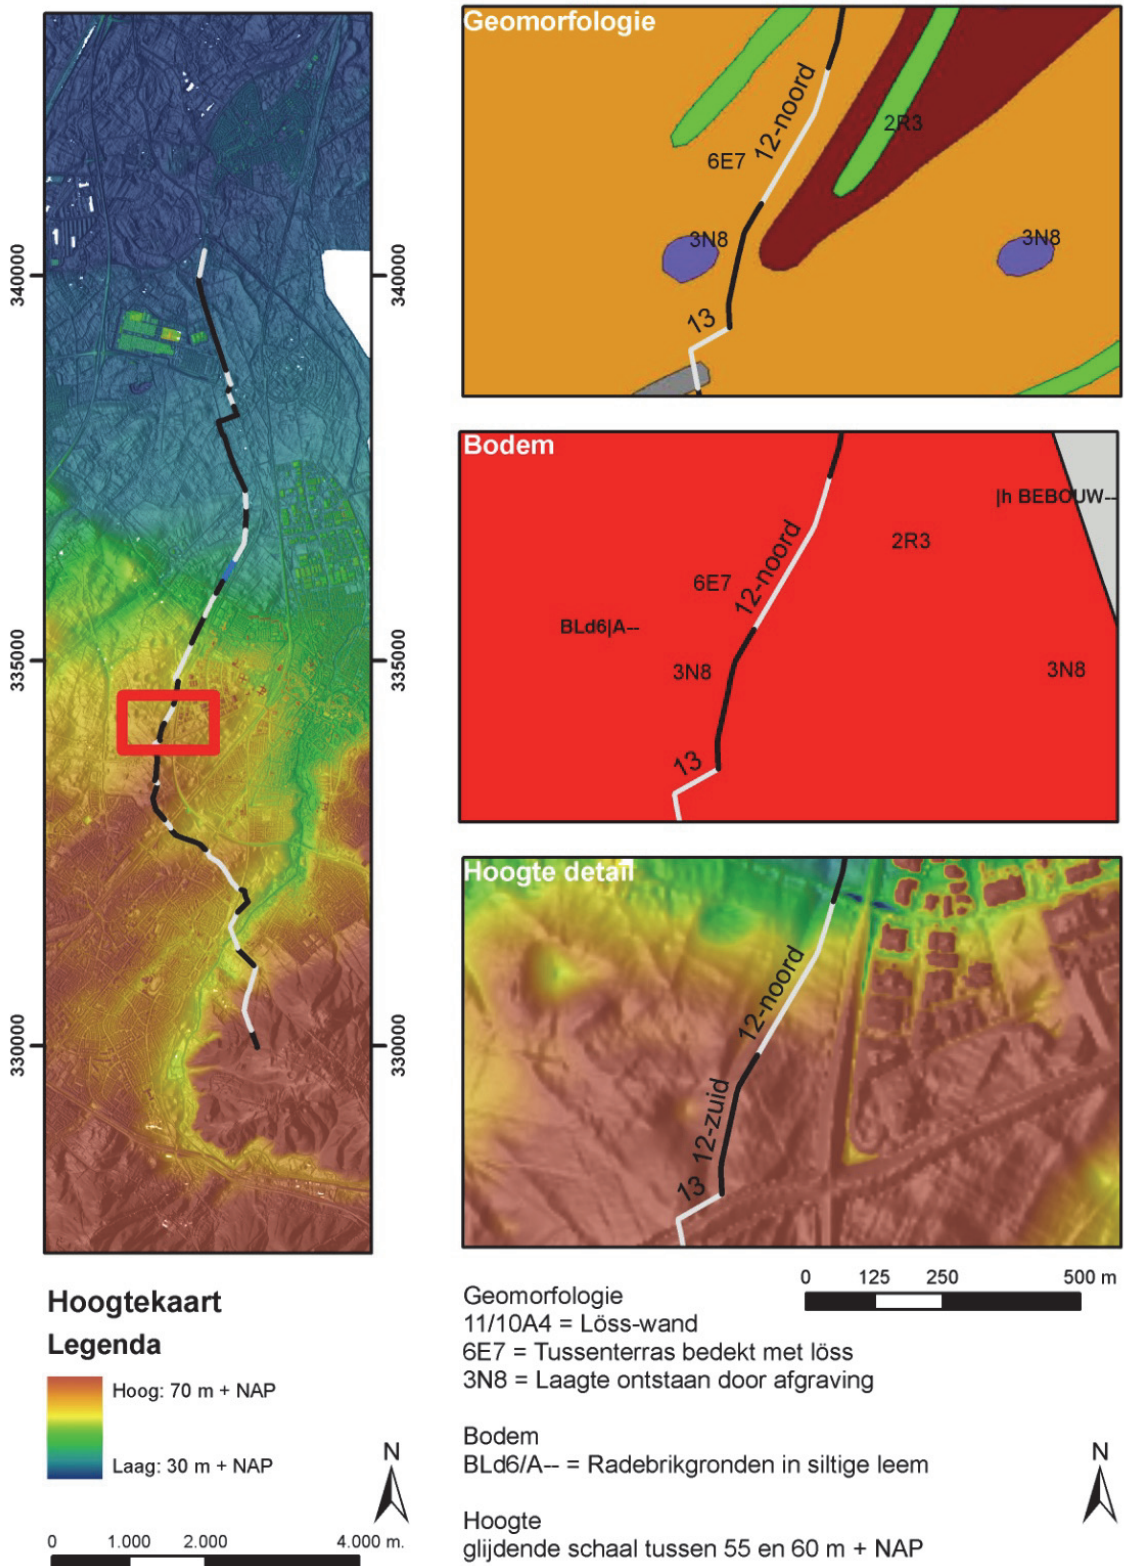 340000
335000
330000
340000
335000
330000
Hoogtekaart
Legenda
Hoog: 70 m + NAP
Laag: 30 m + NAP
N
0 1.000 2.000 4.000 m.
Geomorfologie
12-noord
2R3
6E7
3N8
3N8
13
Bodem
|h BEBOUW--
2R3
12-noord
6E7
BLd6|A--
3N8
3N8
13
Hoogte detail
12-noord
12-zuid
13
0 125 250 500 m
Geomorfologie
11/10A4 = Löss-wand
6E7 = Tussenterras bedekt met löss
3N8 = Laagte ontstaan door afgraving
Bodem
BLd6/A-- = Radebrikgronden in siltige leem
Hoogte
glijdende schaal tussen 55 en 60 m + NAP
N